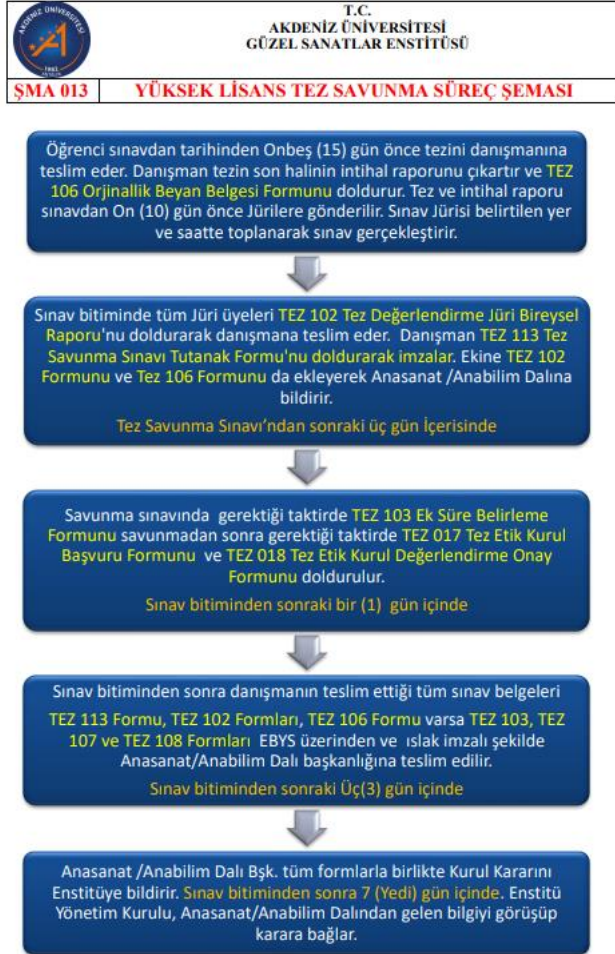 T.C.
AKDENİZ ÜNİVERSİTESİ
GÜZEL SANATLAR ENSTİTÜSÜ
AKDENİZ ÜNİVERSİTESİ
1982
ŞMA 013
YÜKSEK LİSANS TEZ SAVUNMA SÜREÇ ŞEMASI
Öğrenci sınavdan tarihinden Onbeş (15) gün önce tezini danışmanına
teslim eder. Danışman tezin son halinin intihal raporunu çıkartır ve TEZ
106 Orjinallik Beyan Belgesi Formunu doldurur. Tez ve intihal raporu
sınavdan On (10) gün önce Jürilere gönderilir. Sınav Jürisi belirtilen yer
ve saatte toplanarak sınav gerçekleştirir.
Sınav bitiminde tüm Jüri üyeleri TEZ 102 Tez Değerlendirme Jüri Bireysel
Raporu'nu doldurarak danışmana teslim eder. Danışman TEZ 113 Tez
Savunma Sınavı Tutanak Formu'nu doldurarak imzalar. Ekine TEZ 102
Formunu ve Tez 106 Formunu da ekleyerek Anasanat /Anabilim Dalına
bildirir.
Tez Savunma Sınavı'ndan sonraki üç gün İçerisinde
Savunma sınavında gerektiği taktirde TEZ 103 Ek Süre Belirleme
Formunu savunmadan sonra gerektiği taktirde TEZ 017 Tez Etik Kurul
Başvuru Formunu ve TEZ 018 Tez Etik Kurul Değerlendirme Onay
Formunu doldurulur.
Sınav bitiminden sonraki bir (1) gün içinde
Sınav bitiminden sonra danışmanın teslim ettiği tüm sınav belgeleri
TEZ 113 Formu, TEZ 102 Formları, TEZ 106 Formu varsa TEZ 103, TEZ
107 ve TEZ 108 Formları EBYS üzerinden ve ıslak imzalı şekilde
Anasanat/Anabilim Dalı başkanlığına teslim edilir.
Sınav bitiminden sonraki Üç(3) gün içinde
Anasanat /Anabilim Dalı Bşk. tüm formlarla birlikte Kurul Kararını
Enstitüye bildirir. Sınav bitiminden sonra 7 (Yedi) gün içinde. Enstitü
Yönetim Kurulu, Anasanat/Anabilim Dalından gelen bilgiyi görüşüp
karara bağlar.